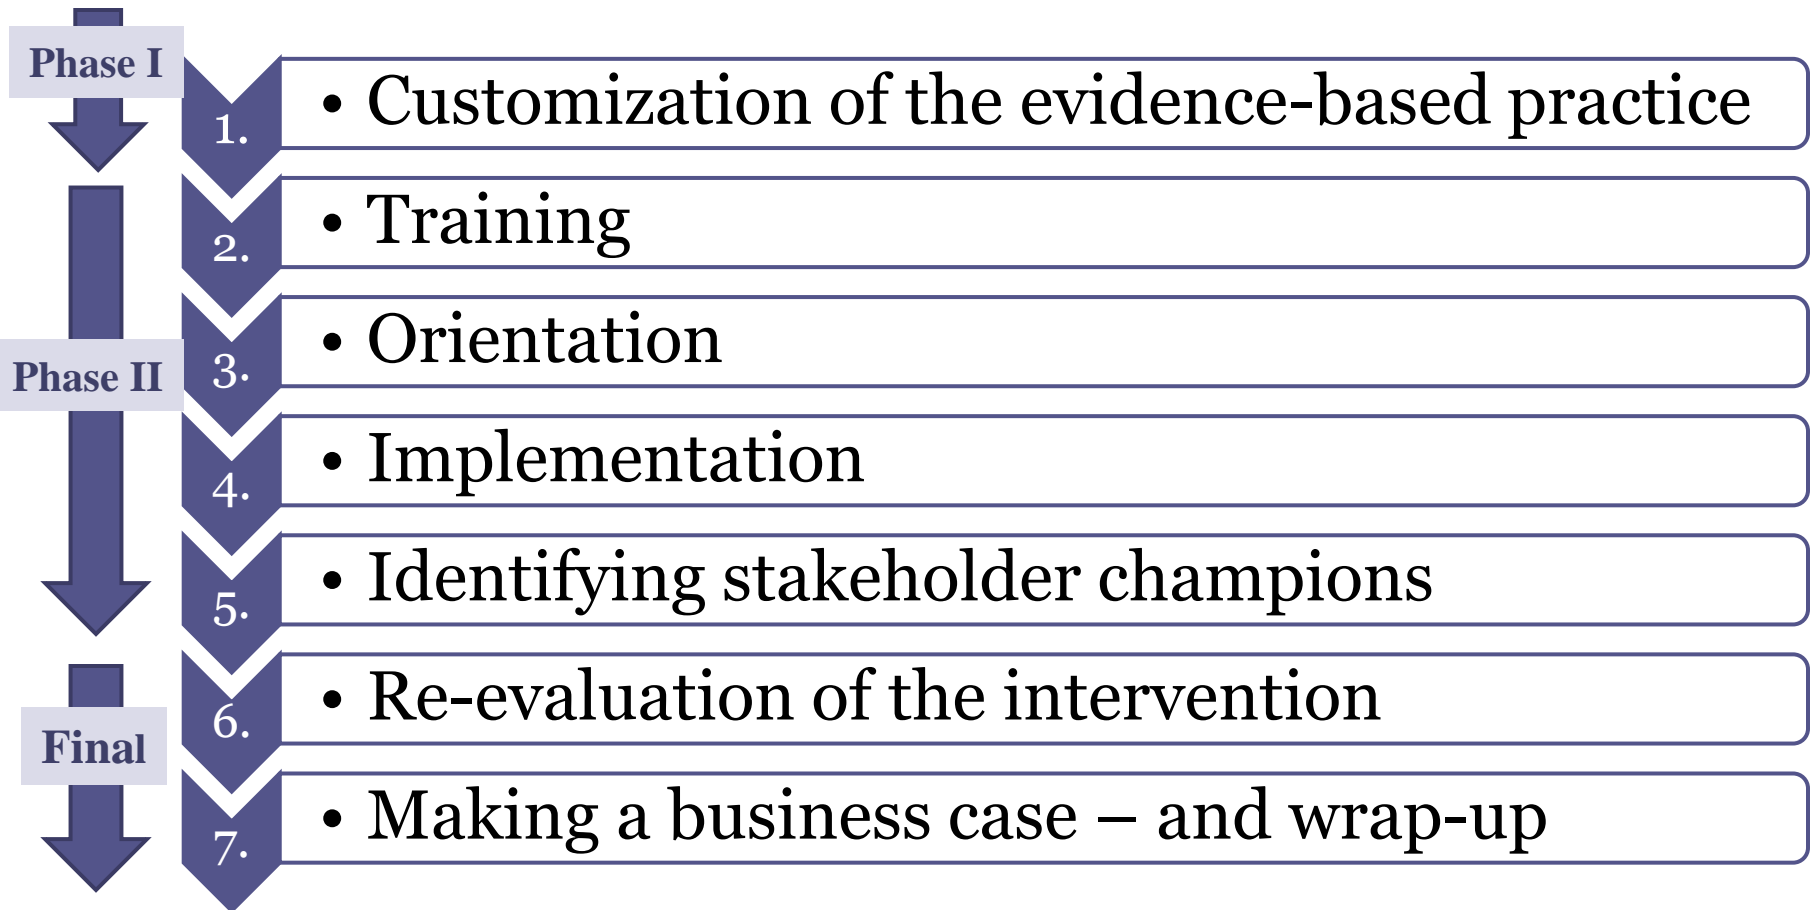 Phase I
1.
• Customization of the evidence-based practice
2.
• Training
Phase II
3.
• Orientation
4.
• Implementation
5.
• Identifying stakeholder champions
Final
6.
• Re-evaluation of the intervention
7.
• Making a business case – and wrap-up